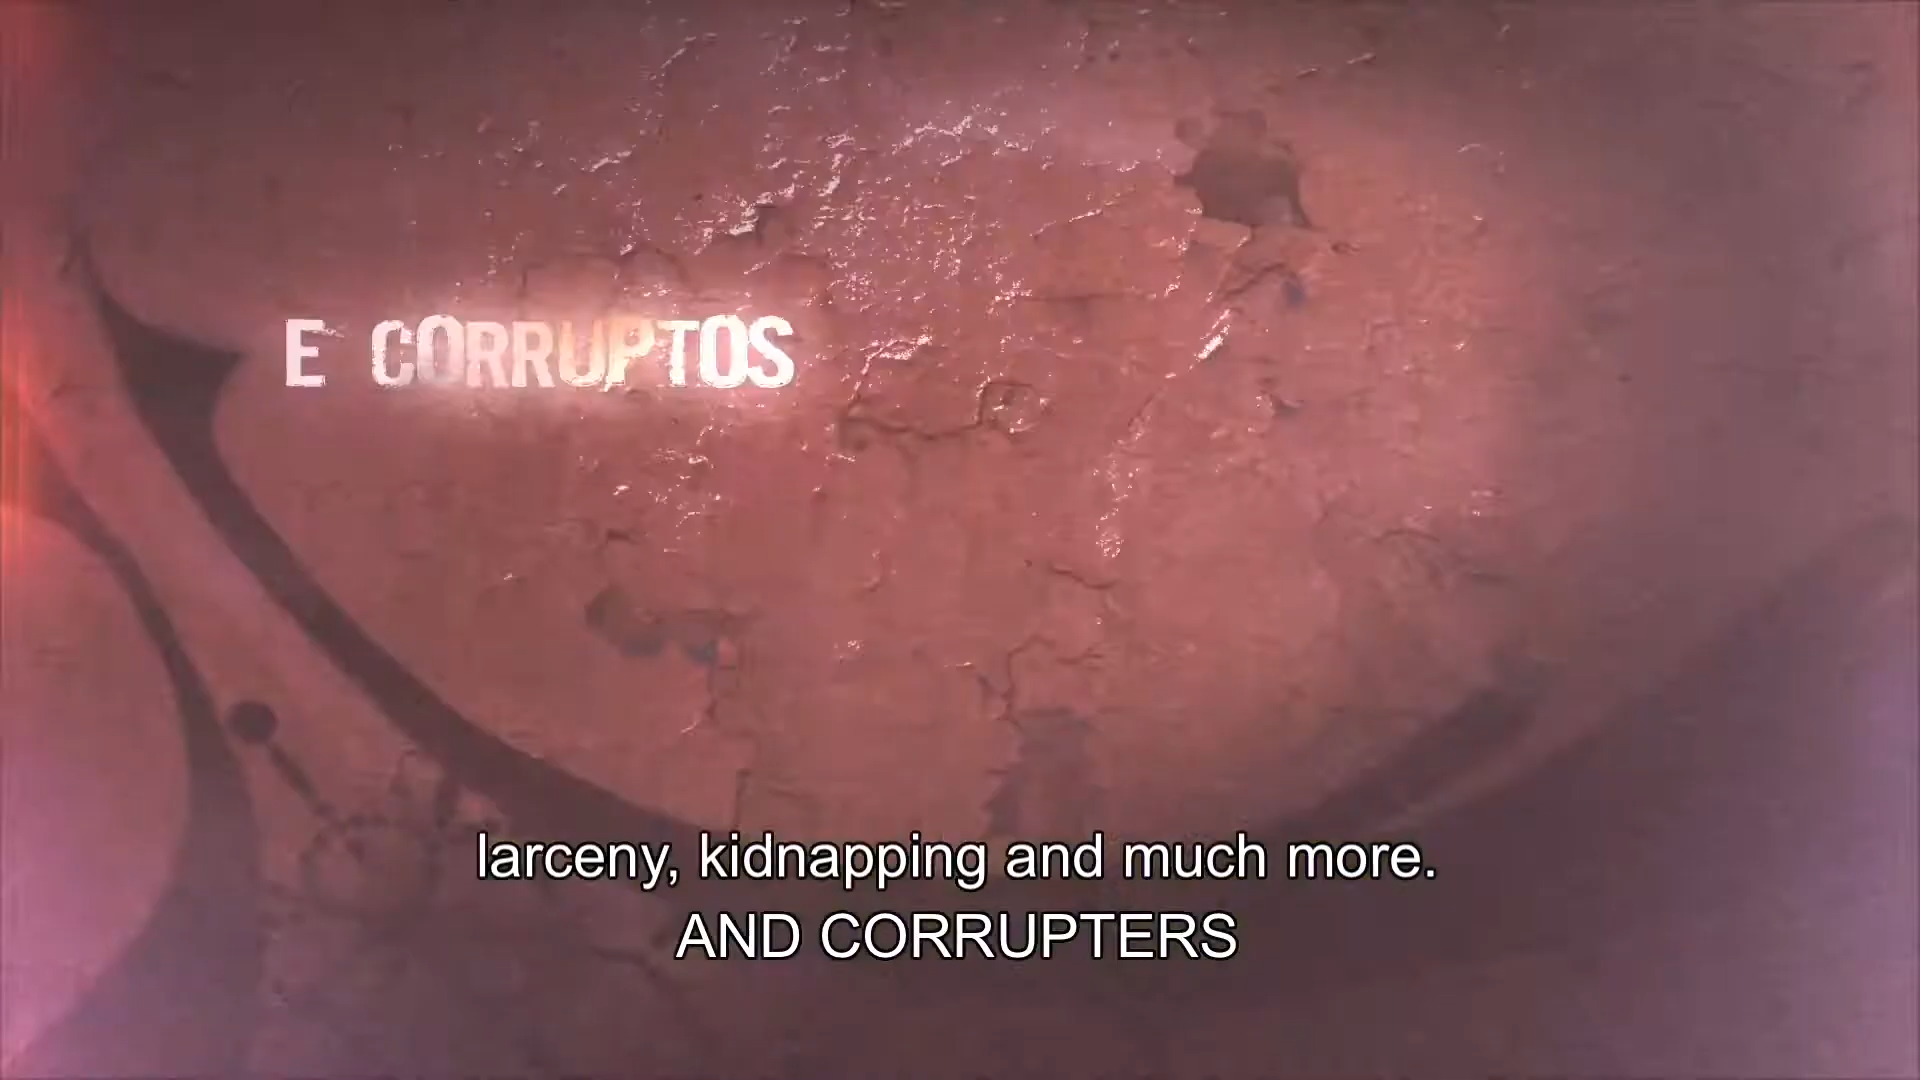 E CORRUPTOS
larceny, kidnapping and much more.
AND CORRUPTERS